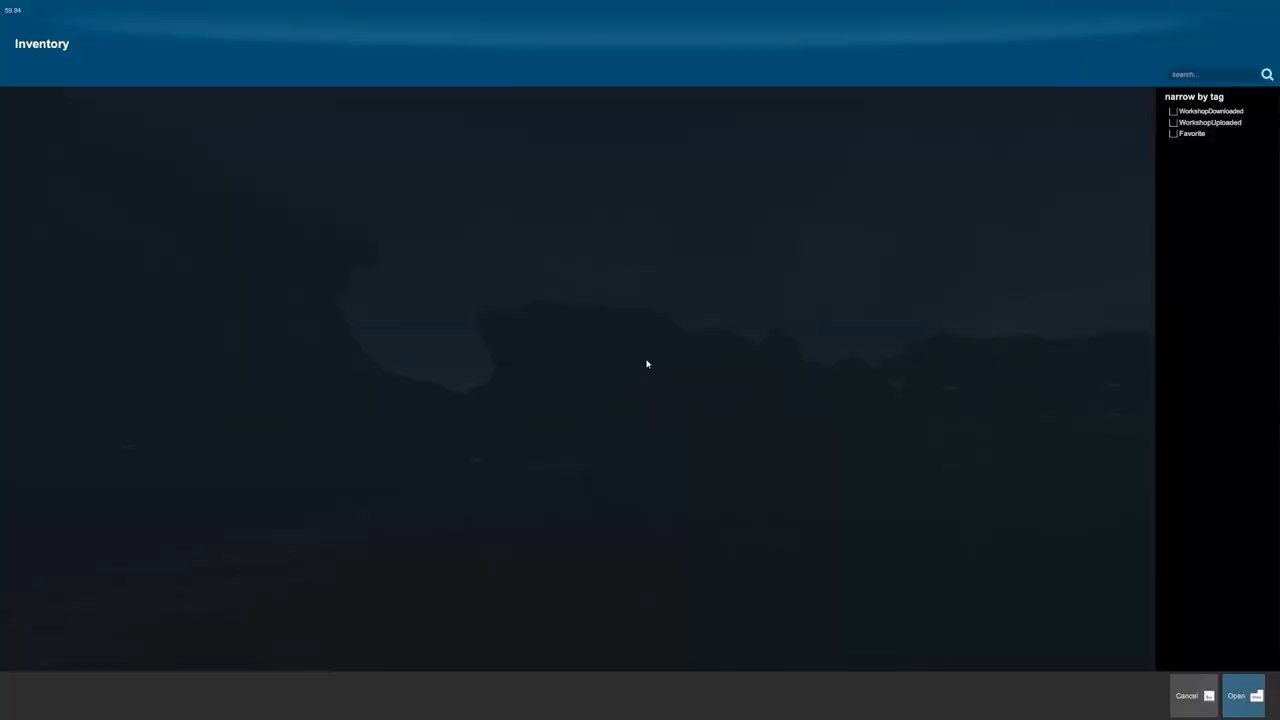 59.94
Inventory
search...
narrow by tag
WorkshopDownloaded
WorkshopUploaded
Favorite
Cancel
Open